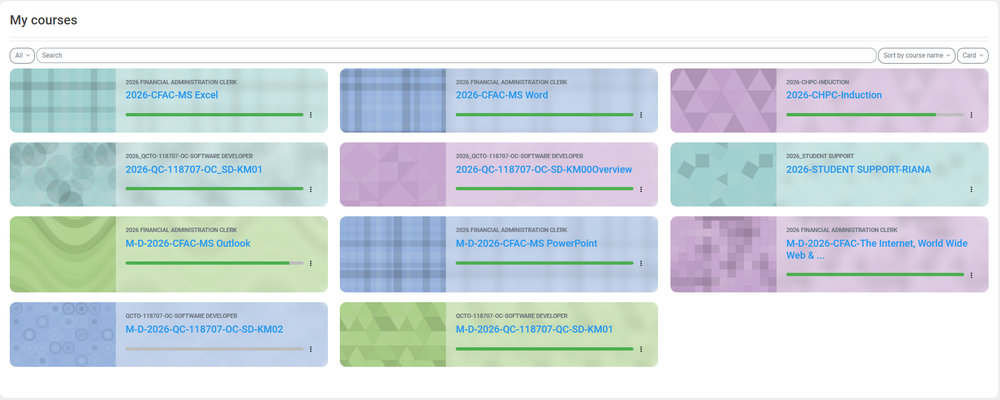 My courses
All
Search
Sort by course name
Card
2026 FINANCIAL ADMINISTRATION CLERK
2026-CFAC-MS Excel
2026 FINANCIAL ADMINISTRATION CLERK
2026-CFAC-MS Word
2026-CHPC-INDUCTION
2026-CHPC-Induction
2026_QCTO-118707-OC-SOFTWARE DEVELOPER
2026-QC-118707-OC_SD-KM01
2026_QCTO-118707-OC-SOFTWARE DEVELOPER
2026-QC-118707-OC-SD-KM00Overview
2026_STUDENT SUPPORT
2026-STUDENT SUPPORT-RIANA
2026 FINANCIAL ADMINISTRATION CLERK
M-D-2026-CFAC-MS Outlook
2026 FINANCIAL ADMINISTRATION CLERK
M-D-2026-CFAC-MS PowerPoint
2026 FINANCIAL ADMINISTRATION CLERK
M-D-2026-CFAC-The Internet, World Wide
Web & ...
QCTO-118707-OC-SOFTWARE DEVELOPER
M-D-2026-QC-118707-OC-SD-KM02
QCTO-118707-OC-SOFTWARE DEVELOPER
M-D-2026-QC-118707-QC-SD-KM01